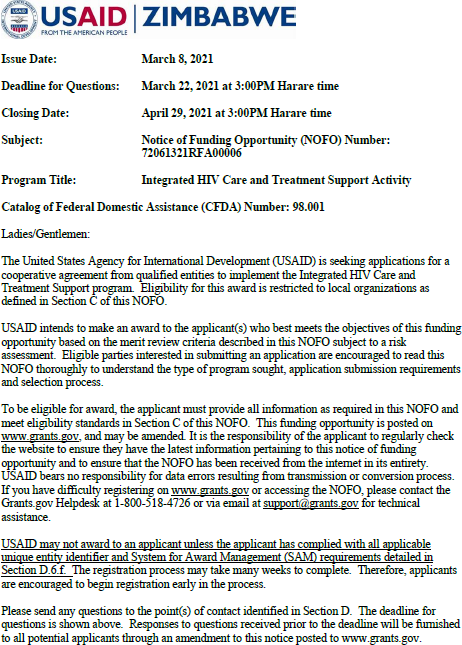 USAID ZIMBABWE
FROM THE AMERICAN PEOPLE
Issue Date: March 8, 2021
Deadline for Questions: March 22, 2021 at 3:00PM Harare time
Closing Date: April 29, 2021 at 3:00PM Harare time
Subject: Notice of Funding Opportunity (NOFO) Number:
72061321RFA00006
Program Title: Integrated HIV Care and Treatment Support Activity
Catalog of Federal Domestic Assistance (CFDA) Number: 98.001
Ladies/Gentlemen:
The United States Agency for International Development (USAID) is seeking applications for a
cooperative agreement from qualified entities to implement the Integrated HIV Care and
Treatment Support program. Eligibility for this award is restricted to local organizations as
defined in Section C of this NOFO.
USAID intends to make an award to the applicant(s) who best meets the objectives of this funding
opportunity based on the merit review criteria described in this NOFO subject to a risk
assessment. Eligible parties interested in submitting an application are encouraged to read this
NOFO thoroughly to understand the type of program sought, application submission requirements
and selection process.
To be eligible for award, the applicant must provide all information as required in this NOFO and
meet eligibility standards in Section C of this NOFO. This funding opportunity is posted on
www.grants.gov, and may be amended. It is the responsibility of the applicant to regularly check
the website to ensure they have the latest information pertaining to this notice of funding
opportunity and to ensure that the NOFO has been received from the internet in its entirety.
USAID bears no responsibility for data errors resulting from transmission or conversion process.
If you have difficulty registering on www.grants.gov or accessing the NOFO, please contact the
Grants.gov Helpdesk at 1-800-518-4726 or via email at support@grants.gov for technical
assistance.
USAID may not award to an applicant unless the applicant has complied with all applicable
unique entity identifier and System for Award Management (SAM) requirements detailed in
Section D.6.f. The registration process may take many weeks to complete. Therefore, applicants
are encouraged to begin registration early in the process.
Please send any questions to the point(s) of contact identified in Section D. The deadline for
questions is shown above. Responses to questions received prior to the deadline will be furnished
to all potential applicants through an amendment to this notice posted to www.grants.gov.